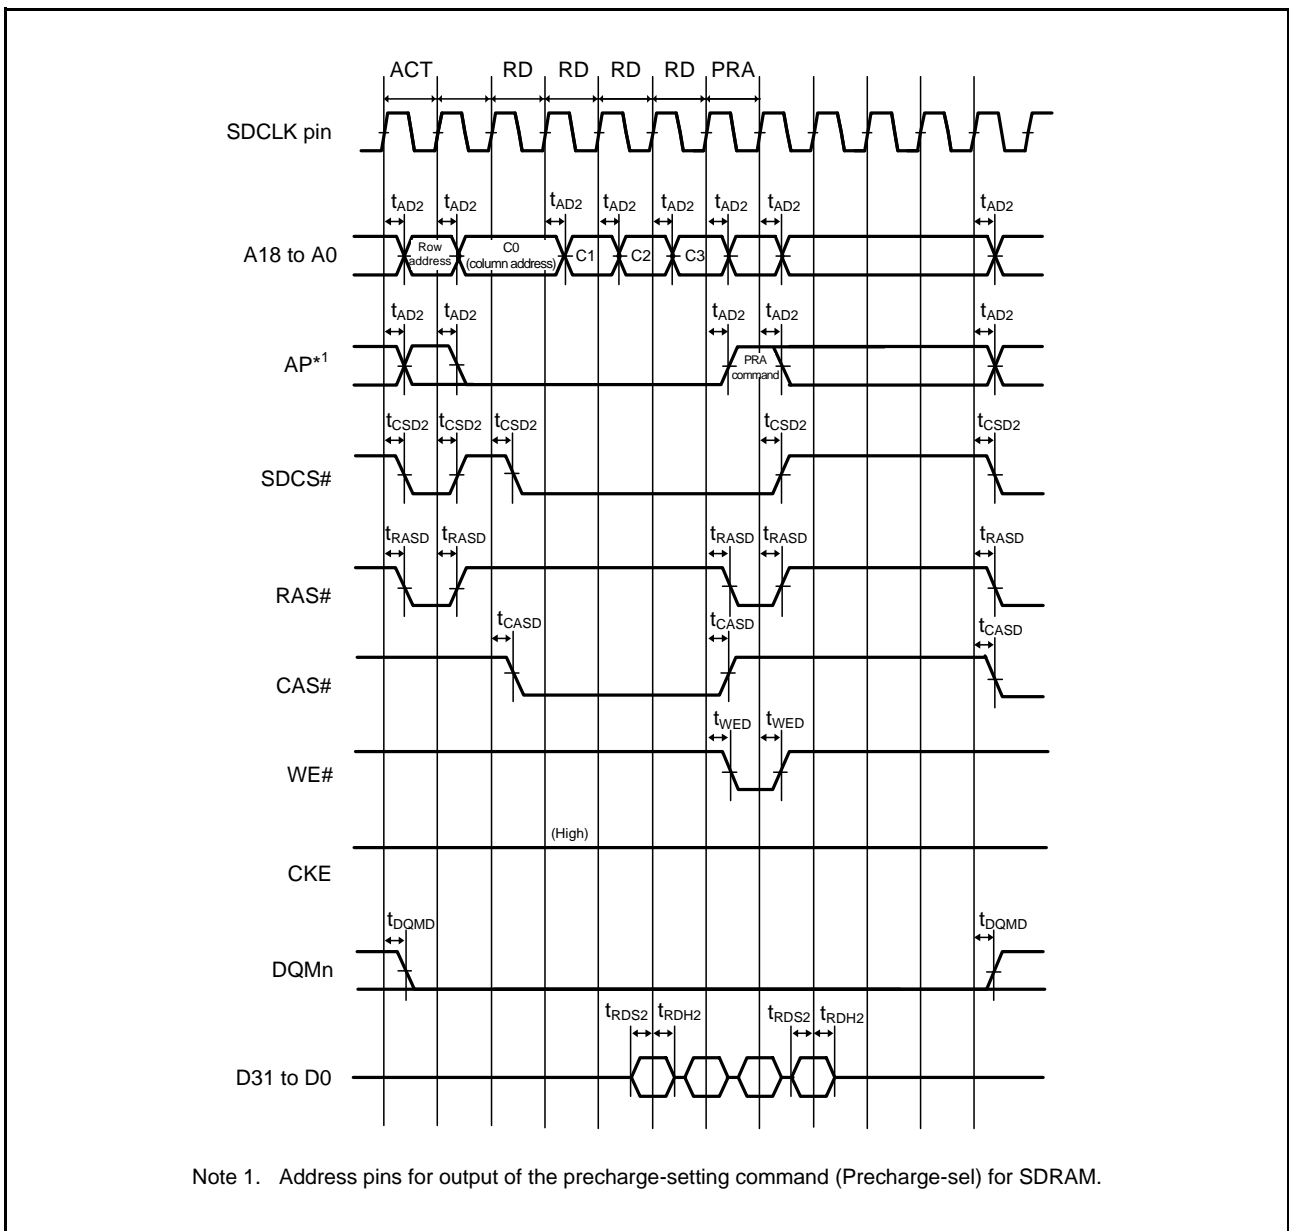 ACT RD RD RD RD PRA
SDCLK pin
tAD2 tAD2 tAD2 tAD2 tAD2 tAD2 tAD2 tAD2
A18 to A0
Row address
C0 (column address)
C1 C2 C3
tAD2 tAD2 tAD2 tAD2 tAD2
AP*1
PRA command
tCSD2 tCSD2 tCSD2 tCSD2 tCSD2
SDCS#
tRASD tRASD tRASD tRASD tRASD
RAS#
tCASD tCASD tCASD
CAS#
tWED tWED
WE#
(High)
CKE
tDQMD tDQMD
DQMn
tRDS2 tRDH2 tRDS2 tRDH2
D31 to D0
Note 1. Address pins for output of the precharge-setting command (Precharge-sel) for SDRAM.